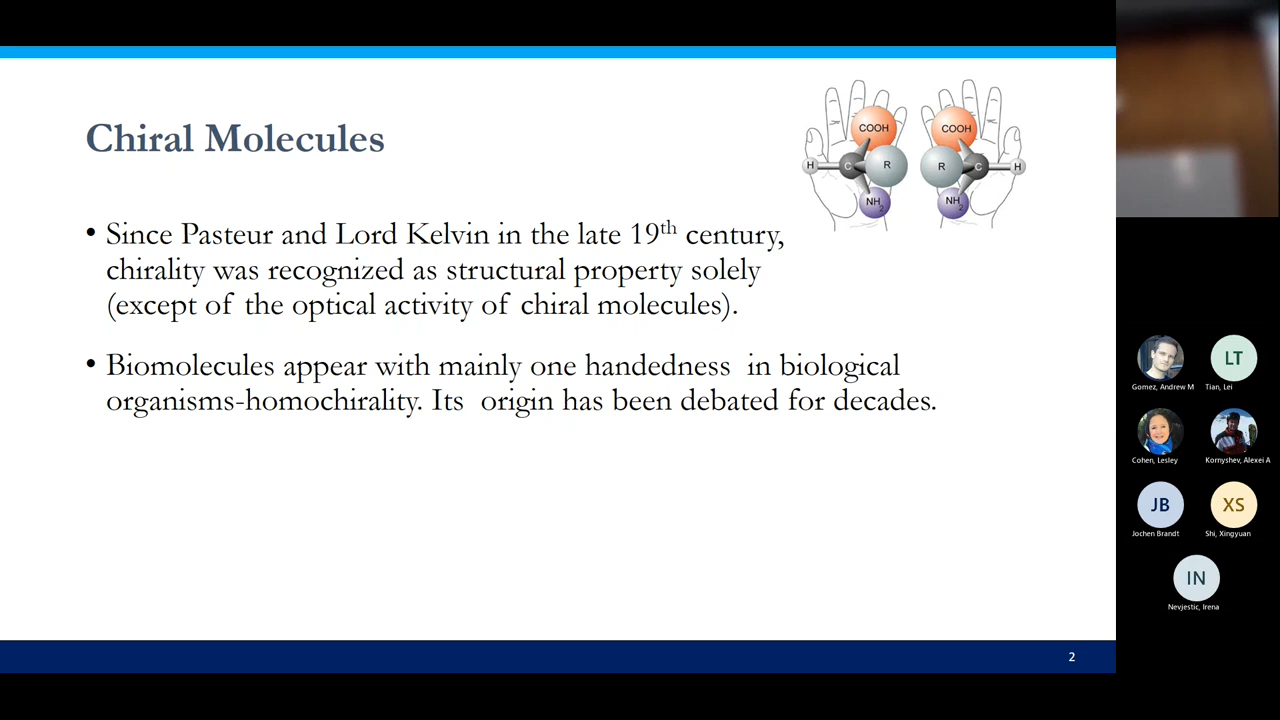 Chiral Molecules
COOH
H
C
R
NH2
COOH
R
C
H
NH2
• Since Pasteur and Lord Kelvin in the late 19th century,
chirality was recognized as structural property solely
(except of the optical activity of chiral molecules).
• Biomolecules appear with mainly one handedness in biological
organisms-homochirality. Its origin has been debated for decades.
2
LT
Gomez, Andrew M
Tian, Lei
Cohen, Lesley
Kornyshev, Alexei A
JB
XS
Jochen Brandt
Shi, Xingyuan
IN
Nevjestic, Irena